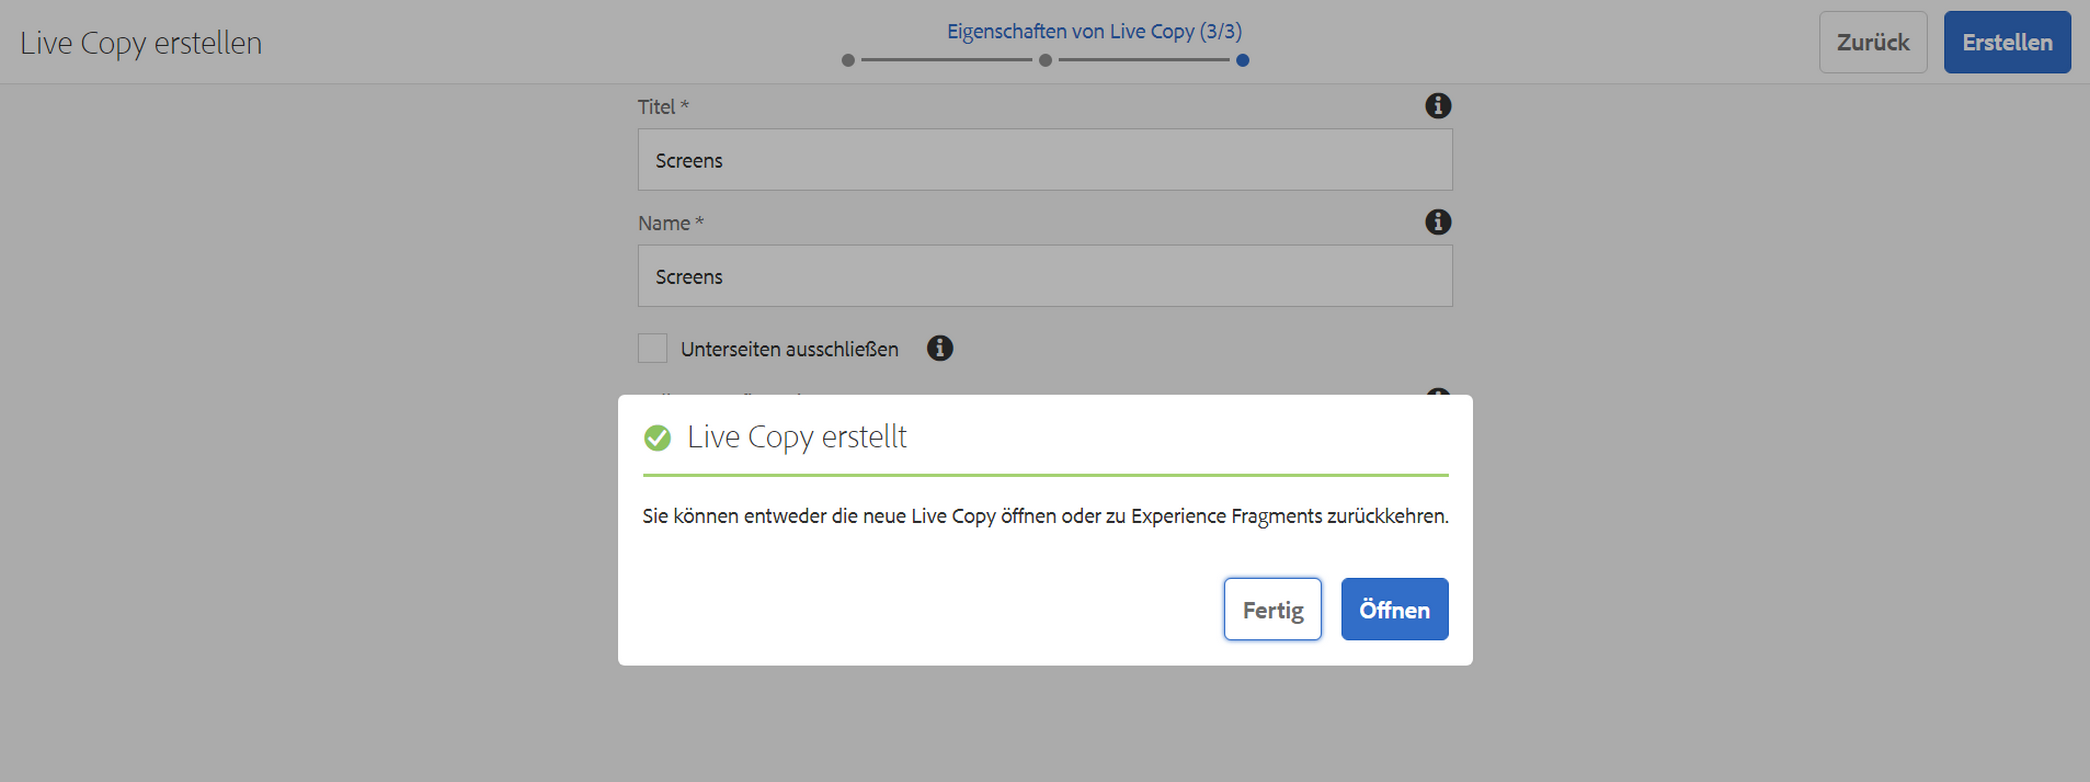 Live Copy erstellen
Eigenschaften von Live Copy (3/3)
Zurück
Erstellen
Titel *
Screens
Name *
Screens
Unterseiten ausschließen
Live Copy erstellt
Sie können entweder die neue Live Copy öffnen oder zu Experience Fragments zurückkehren.
Fertig
Öffnen